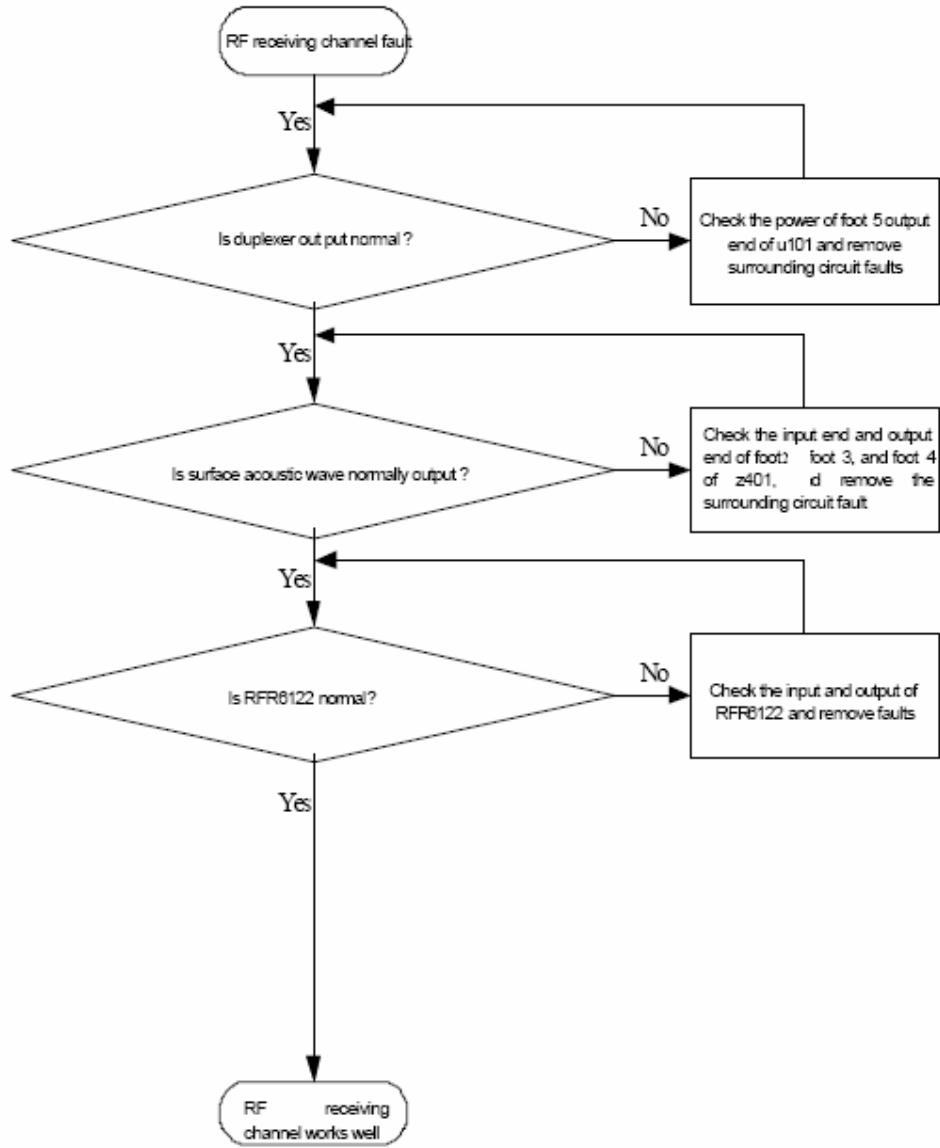 RF receiving channel fault
Yes
Is duplexer out put normal ?
No
Check the power of foot 5 output
end of u101 and remove
surrounding circuit faults
Yes
Is surface acoustic wave normally output ?
No
Check the input end and output
end of foot2 foot 3, and foot 4
of z401, d remove the
surrounding circuit fault
Yes
Is RFR6122 normal?
No
Check the input and output of
RFR6122 and remove faults
Yes
RF receiving
channel works well